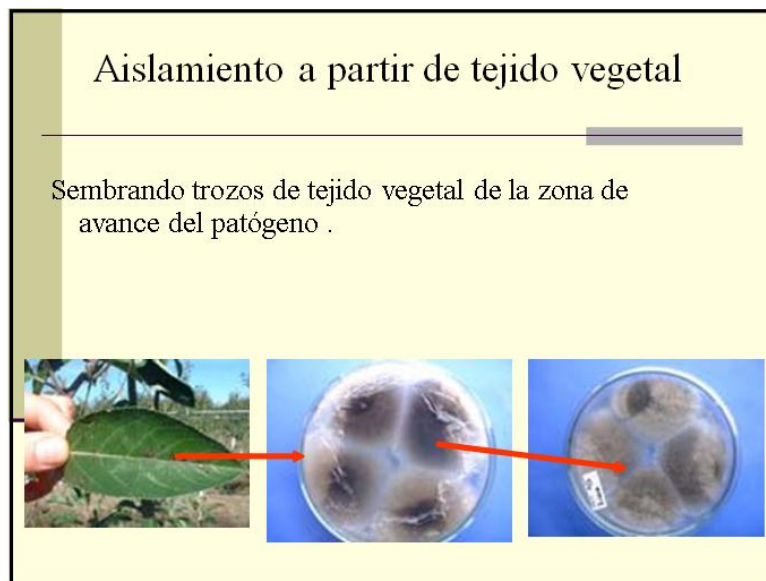 Aislamiento a partir de tejido vegetal
Sembrando trozos de tejido vegetal de la zona de
avance del patógeno .